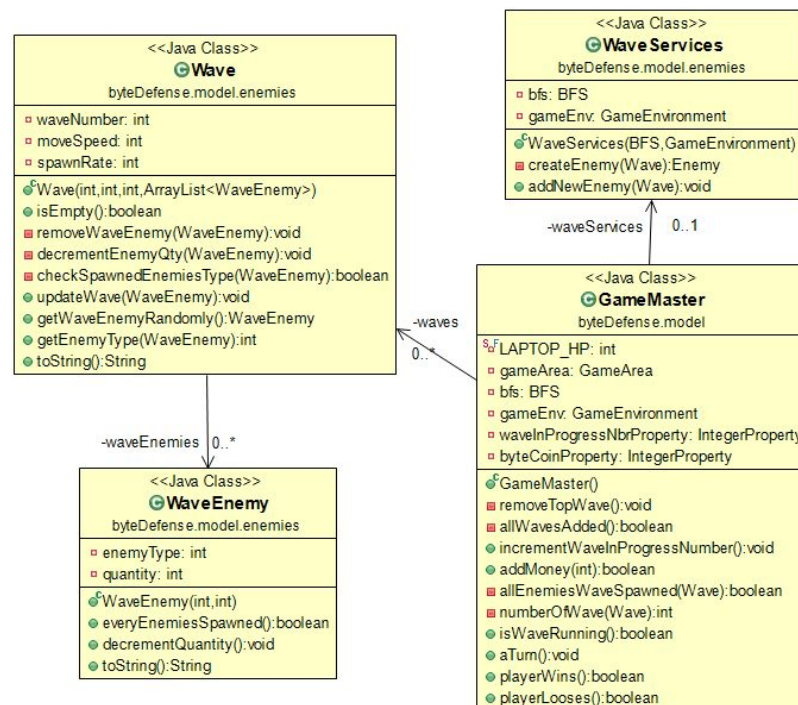 <<Java Class>>
Wave
byteDefense.model.enemies
waveNumber: int
moveSpeed: int
spawnRate: int
Wave(int,int,int,ArrayList<WaveEnemy>)
isEmpty():boolean
removeWaveEnemy(WaveEnemy):void
decrementEnemyQty(WaveEnemy):void
checkSpawnedEnemiesType(WaveEnemy):boolean
updateWave(WaveEnemy):void
getWaveEnemyRandomly():WaveEnemy
getEnemyType(WaveEnemy):int
toString():String
<<Java Class>>
WaveServices
byteDefense.model.enemies
bfs: BFS
gameEnv: GameEnvironment
WaveServices(BFS,GameEnvironment)
createEnemy(Wave):Enemy
addNewEnemy(Wave):void
-waveServices 0..1
-waves
0..*
-waveEnemies 0..*
<<Java Class>>
WaveEnemy
byteDefense.model.enemies
enemyType: int
quantity: int
WaveEnemy(int,int)
everyEnemiesSpawned():boolean
decrementQuantity():void
toString():String
<<Java Class>>
GameMaster
byteDefense.model
LAPTOP_HP: int
gameArea: GameArea
bfs: BFS
gameEnv: GameEnvironment
waveInProgressNbrProperty: IntegerProperty
byteCoinProperty: IntegerProperty
GameMaster()
removeTopWave():void
allWavesAdded():boolean
incrementWaveInProgressNumber():void
addMoney(int):boolean
allEnemiesWaveSpawned(Wave):boolean
numberOfWave(Wave):int
isWaveRunning():boolean
aTurn():void
playerWins():boolean
playerLooses():boolean